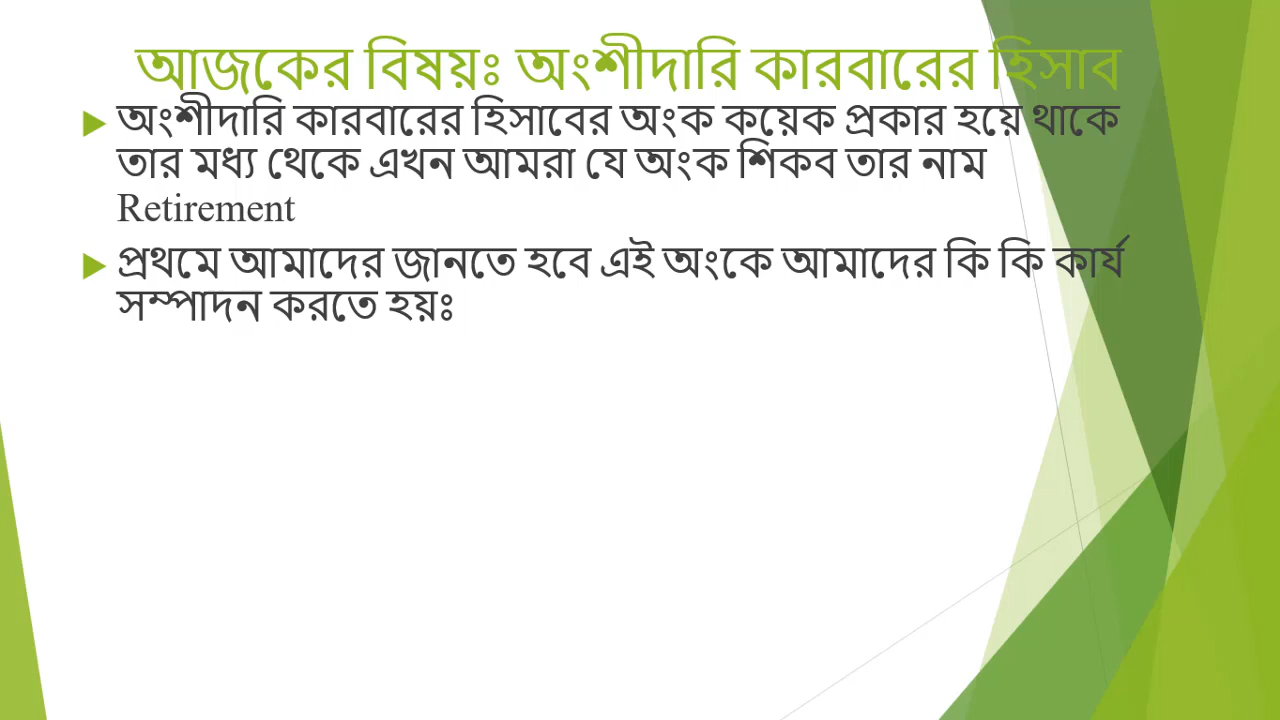 আজকের বিষয়ঃ অংশীদারি কারবারের হিসাব
অংশীদারি কারবারের হিসাবের অংক কয়েক প্রকার হয়ে থাকে
তার মধ্য থেকে এখন আমরা যে অংক শিকব তার নাম
Retirement
প্রথমে আমাদের জানতে হবে এই অংকে আমাদের কি কি কার্য
সম্পাদন করতে হয়ঃ